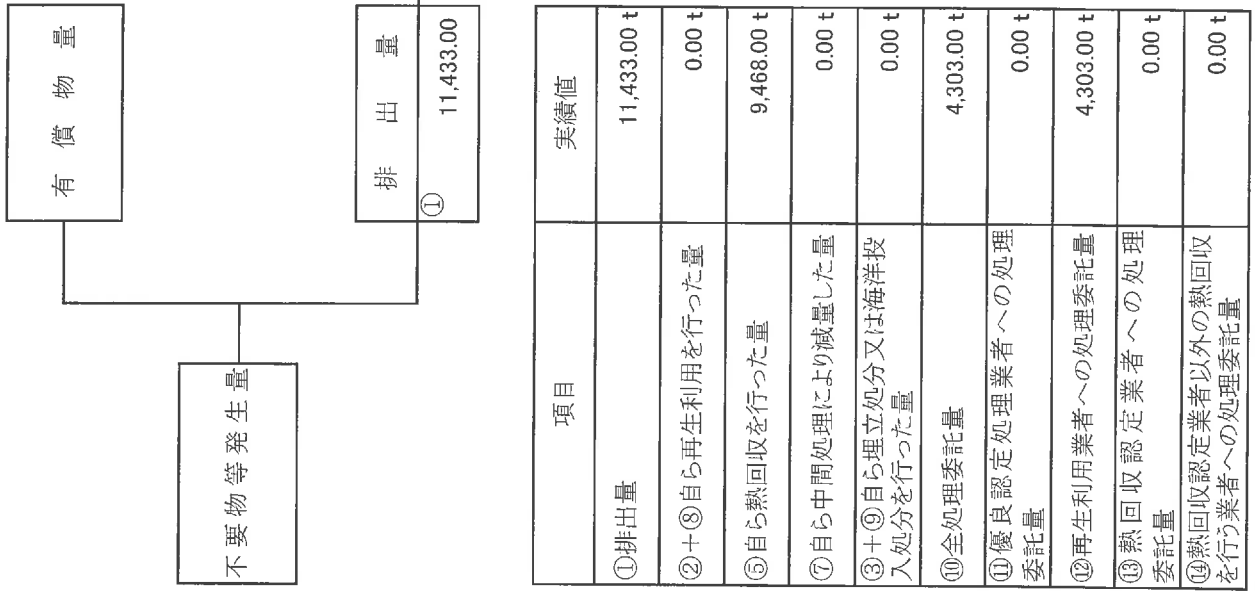 有償物量
不要物等発生量
排出量
①
11,433.00
項目
実績値
①排出量
11,433.00 t
②+⑧自ら再生利用を行った量
0.00 t
⑤自ら熱回収を行った量
9,468.00 t
⑦自ら中間処理により減量した量
0.00 t
③+⑨自ら埋立処分又は海洋投
入処分を行った量
0.00 t
⑩全処理委託量
4,303.00 t
⑪優良認定処理業者への処理
委託量
0.00 t
⑫再生利用業者への処理委託量
4,303.00 t
⑬熱回収認定業者への処理
委託量
0.00 t
⑭熱回収認定業者以外の熱回収
を行う業者への処理委託量
0.00 t